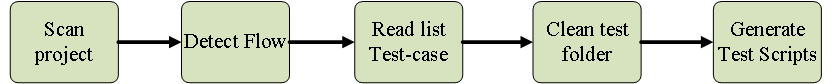 Scan
project
Detect Flow
Read list
Test-case
Clean test
folder
Generate
Test Scripts